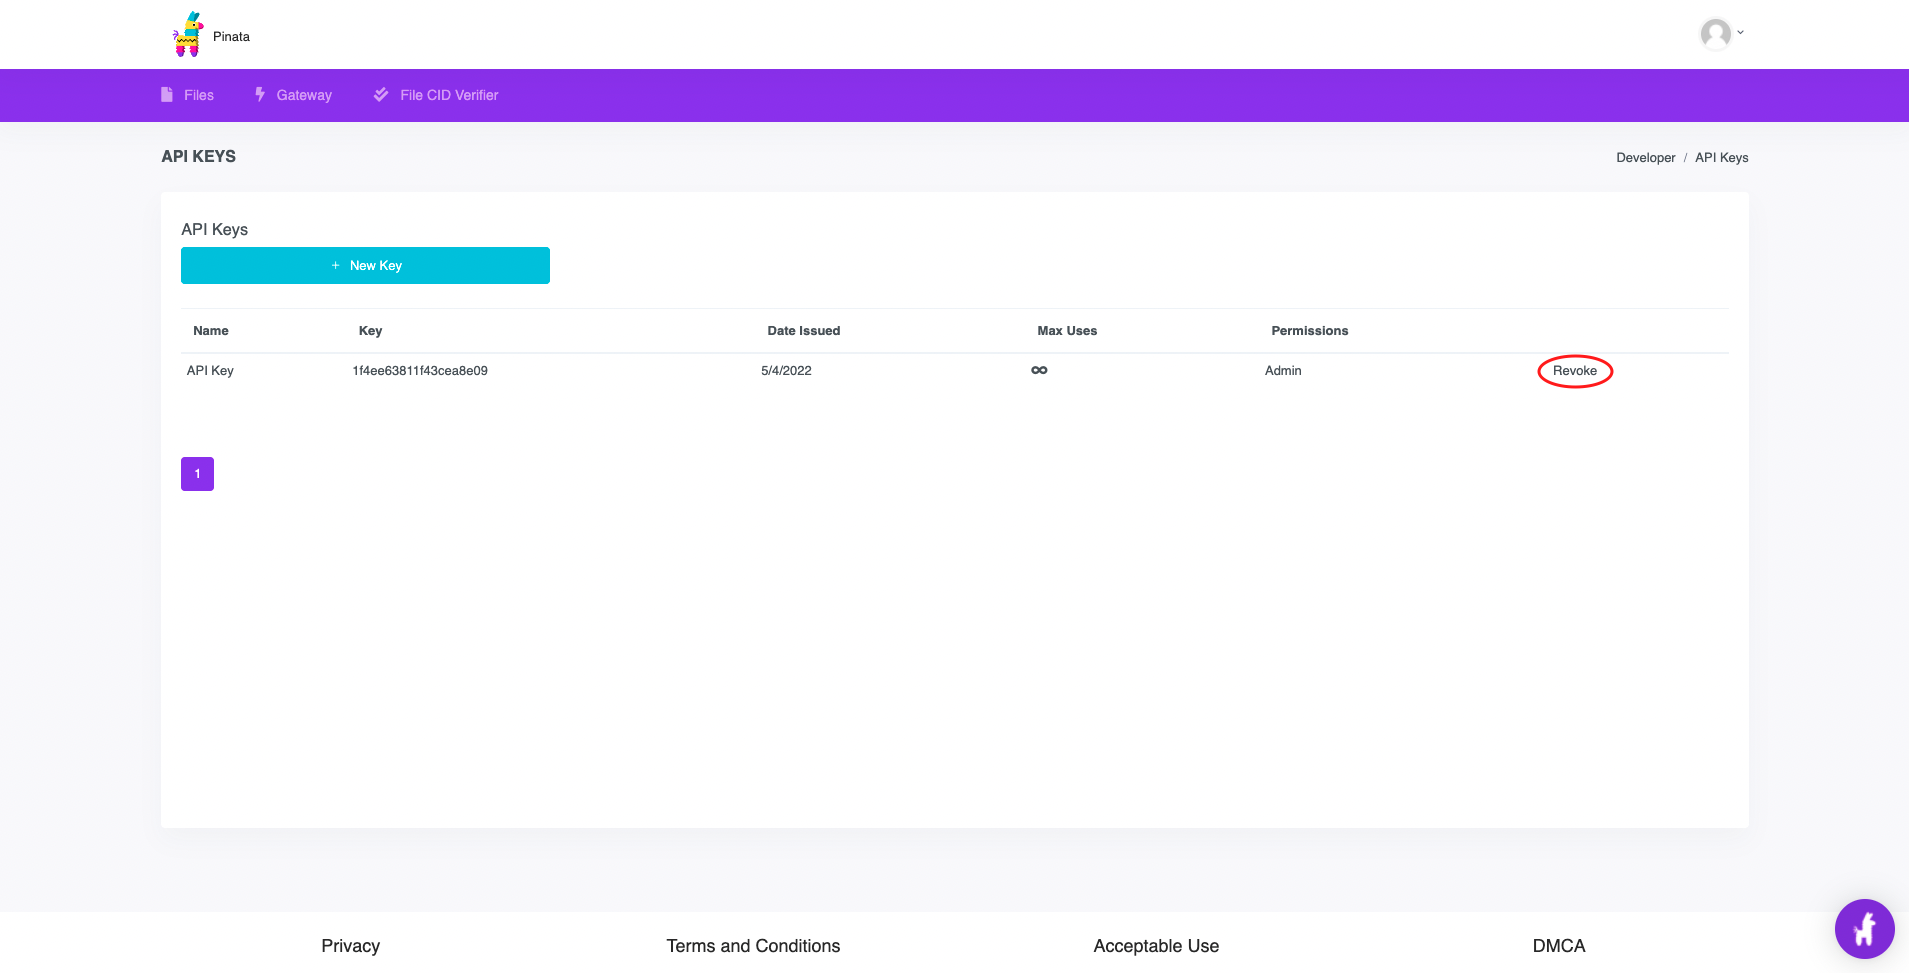 Pinata
Files Gateway File CID Verifier
API KEYS
Developer / API Keys
API Keys
+ New Key
Name Key Date Issued Max Uses Permissions
API Key 1f4ee63811f43cea8e09 5/4/2022 ∞ Admin Revoke
1
Privacy Terms and Conditions Acceptable Use DMCA